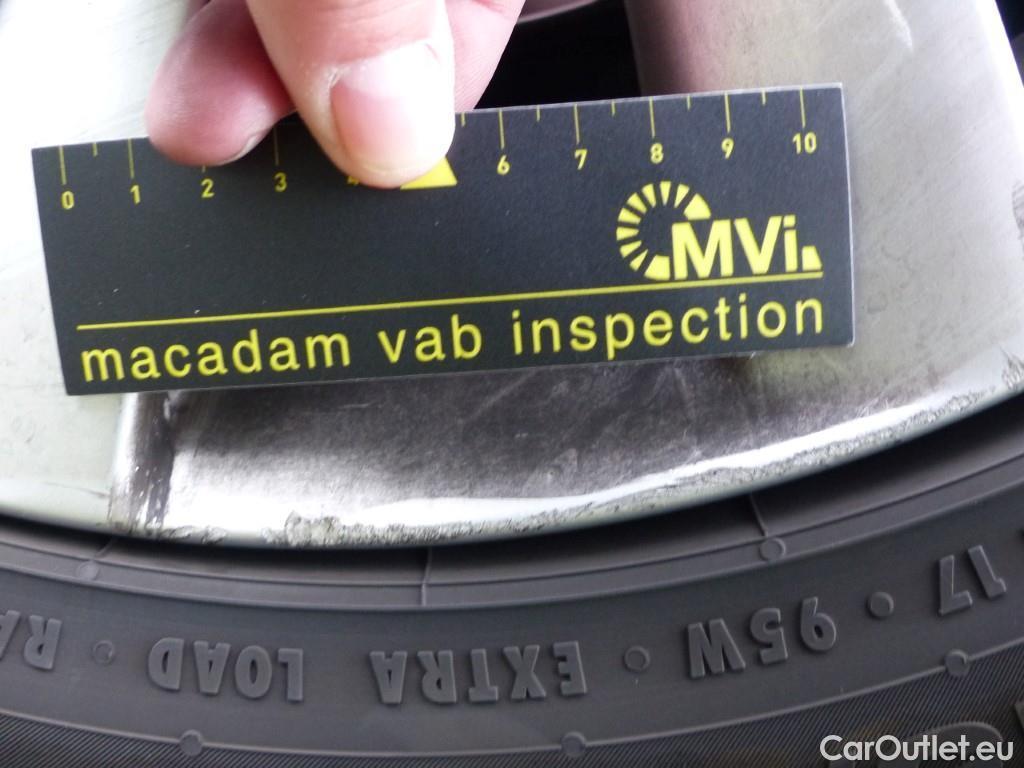 0 1 2 3 4 6 7 8 9 10
MVi
macadam vab inspection
17 · 95W · EXTRA LOAD ·
CarOutlet.eu